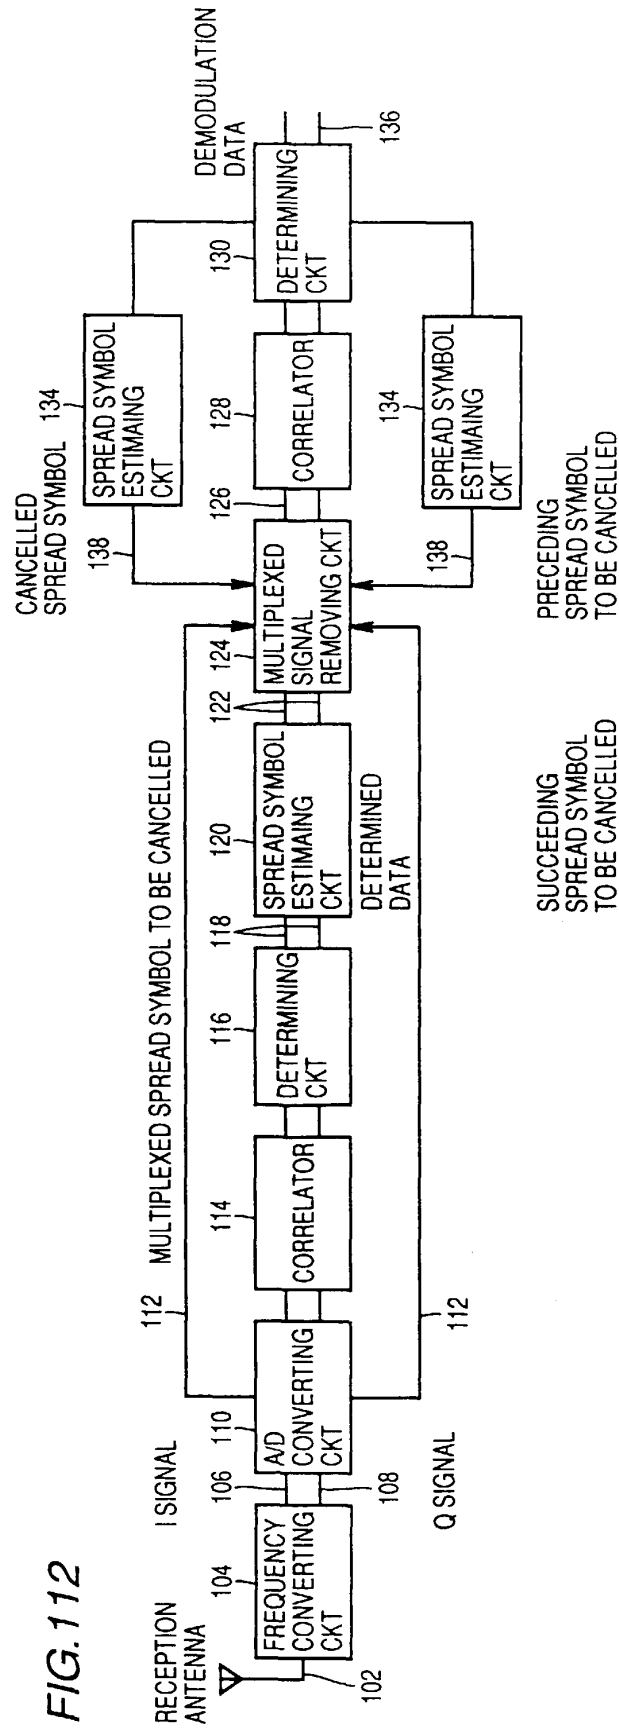 FIG.112
RECEPTION
ANTENNA
102
104
FREQUENCY
CONVERTING
CKT
I SIGNAL
106
108
Q SIGNAL
110
A/D
CONVERTING
CKT
112
MULTIPLEXED SPREAD SYMBOL TO BE CANCELLED
112
114
CORRELATOR
116
DETERMINING
CKT
118
120
SPREAD SYMBOL
ESTIMAING
CKT
DETERMINED
DATA
122
124
MULTIPLEXED
SIGNAL
REMOVING CKT
SUCCEEDING
SPREAD SYMBOL
TO BE CANCELLED
126
128
CORRELATOR
130
DETERMINING
CKT
CANCELLED
SPREAD SYMBOL
134
SPREAD SYMBOL
ESTIMAING
CKT
138
134
SPREAD SYMBOL
ESTIMAING
CKT
138
PRECEDING
SPREAD SYMBOL
TO BE CANCELLED
DEMODULATION
DATA
136